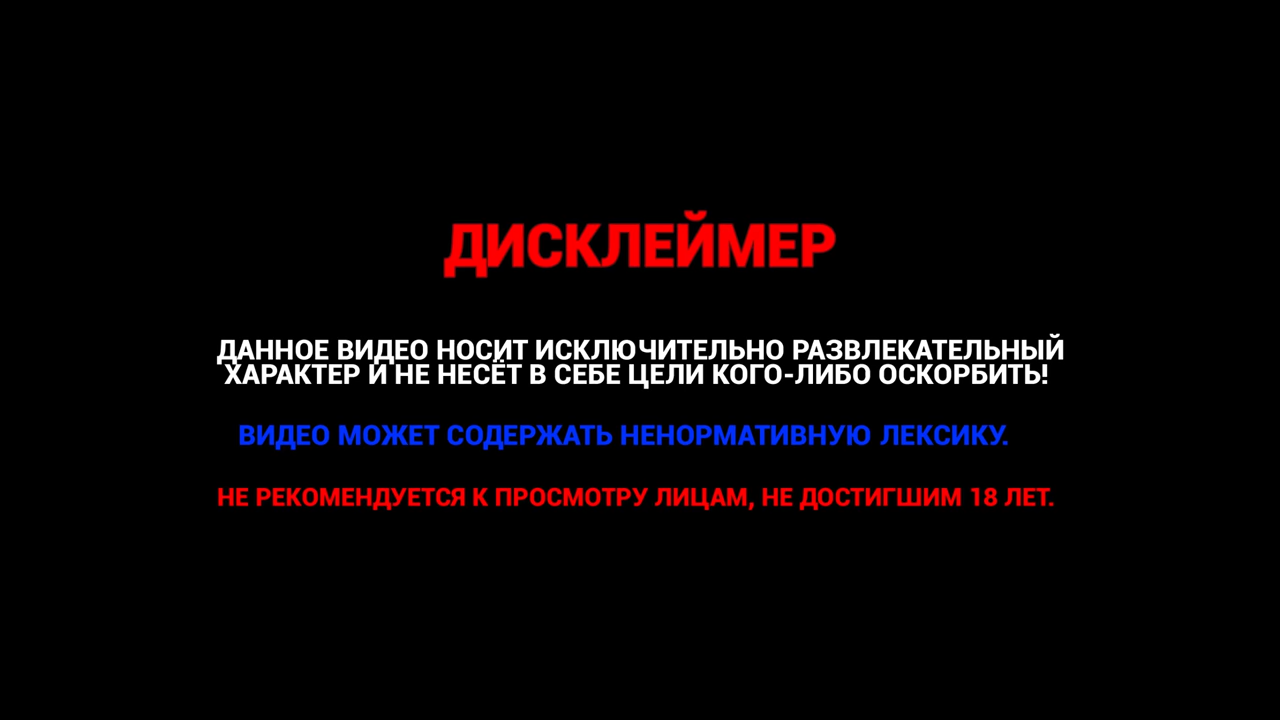 ДИСКЛЕЙМЕР
ДАННОЕ ВИДЕО НОСИТ ИСКЛЮЧИТЕЛЬНО РАЗВЛЕКАТЕЛЬНЫЙ
ХАРАКТЕР И НЕ НЕСЁТ В СЕБЕ ЦЕЛИ КОГО-ЛИБО ОСКОРБИТЬ!
ВИДЕО МОЖЕТ СОДЕРЖАТЬ НЕНОРМАТИВНУЮ ЛЕКСИКУ.
НЕ РЕКОМЕНДУЕТСЯ К ПРОСМОТРУ ЛИЦАМ, НЕ ДОСТИГШИМ 18 ЛЕТ.